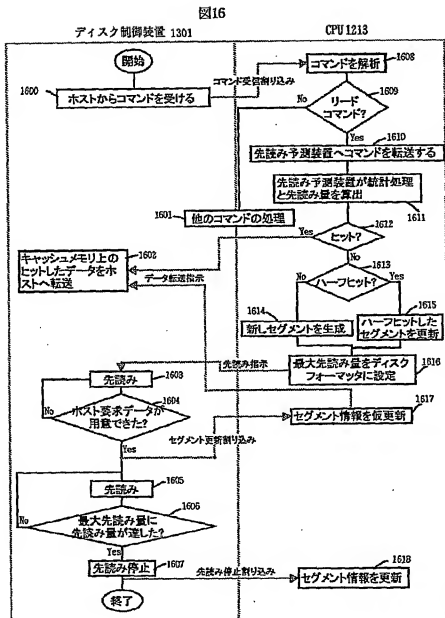 図16
ディスク制御装置 1301
CPU 1213
開始
1600
ホストからコマンドを受ける
コマンド受信割り込み
コマンドを解析
1608
リード
コマンド?
1609
No
Yes
1610
先読み予測装置へコマンドを転送する
先読み予測装置が統計処理
と先読み量を算出
1611
1601
他のコマンドの処理
ヒット?
1612
Yes
No
1602
キャッシュメモリ上の
ヒットしたデータをホ
ストへ転送
データ転送指示
ハーフヒット?
1613
No
Yes
1614
新しセグメントを生成
1615
ハーフヒットした
セグメントを更新
最大先読み量をディスク
フォーマッタに設定
1616
先読み指示
先読み
1603
ホスト要求データが
用意できた?
1604
No
Yes
セグメント更新割り込み
セグメント情報を仮更新
1617
先読み
1605
最大先読み量に
先読み量が達した?
1606
No
Yes
先読み停止
1607
先読み停止割り込み
セグメント情報を更新
1618
終了